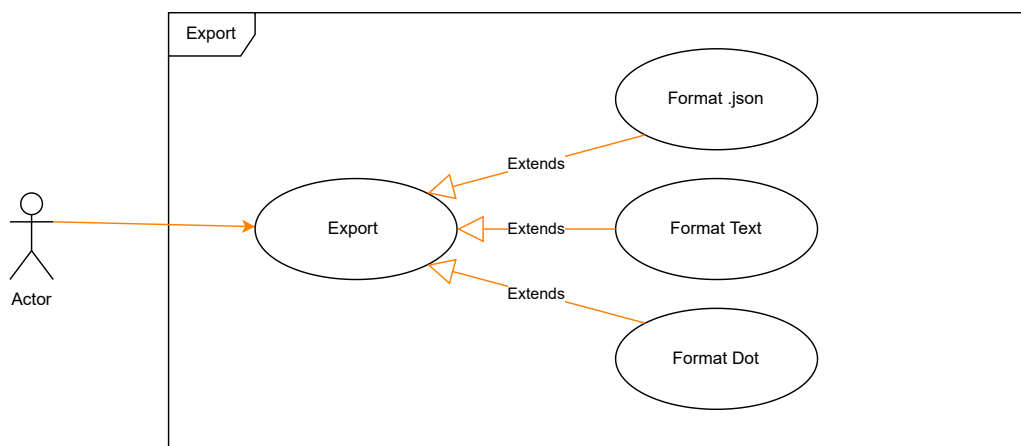 Export
Format .json
Extends
Export
Extends
Format Text
Extends
Format Dot
Actor